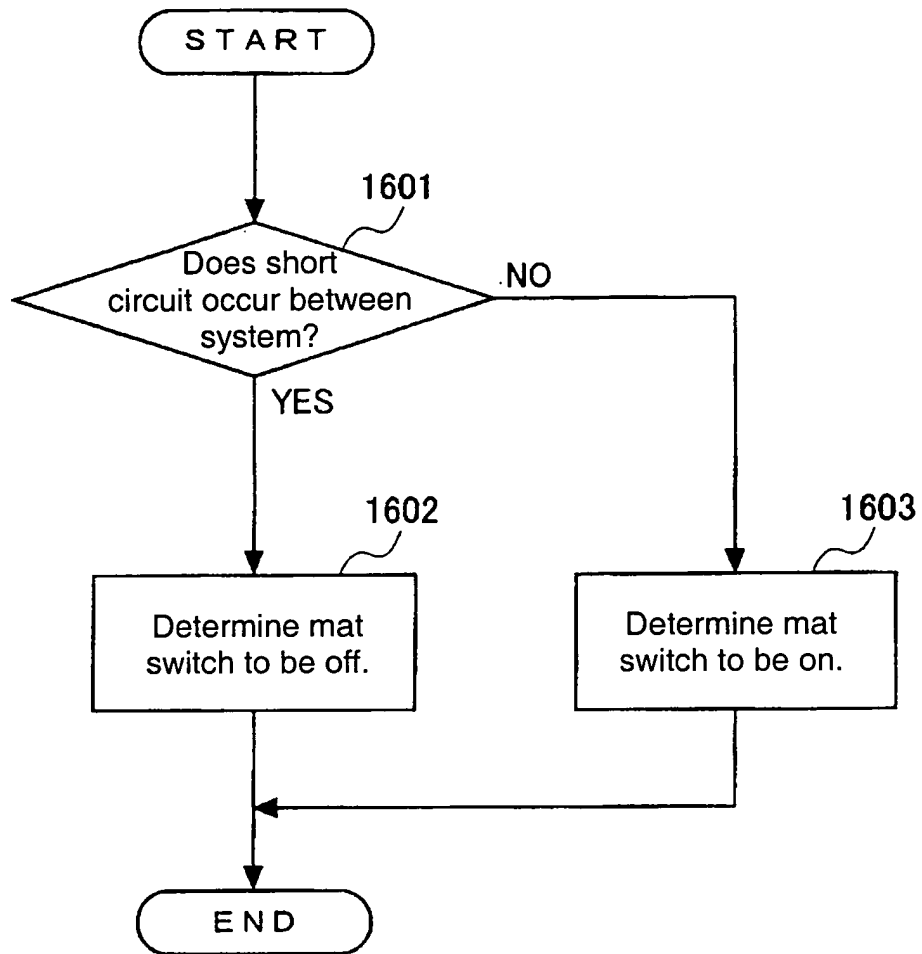 START
1601
Does short
circuit occur between
system?
NO
YES
1602
1603
Determine mat
switch to be off.
Determine mat
switch to be on.
END